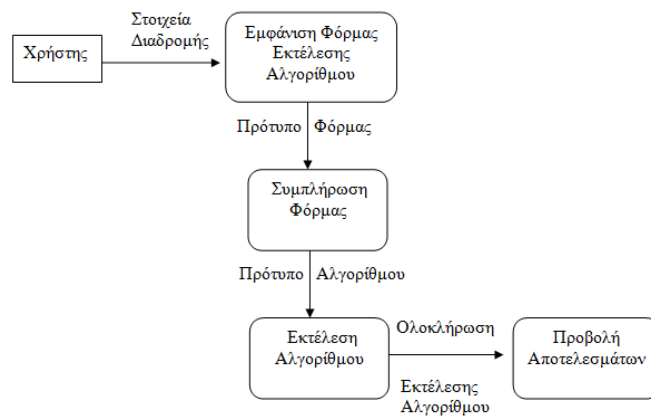 Στοιχεία
Διαδρομής
Χρήστης
Εμφάνιση Φόρμας
Εκτέλεσης
Αλγορίθμου
Πρότυπο Φόρμας
Συμπλήρωση
Φόρμας
Πρότυπο Αλγορίθμου
Εκτέλεση
Αλγορίθμου
Ολοκλήρωση
Εκτέλεσης
Αλγορίθμου
Προβολή
Αποτελεσμάτων